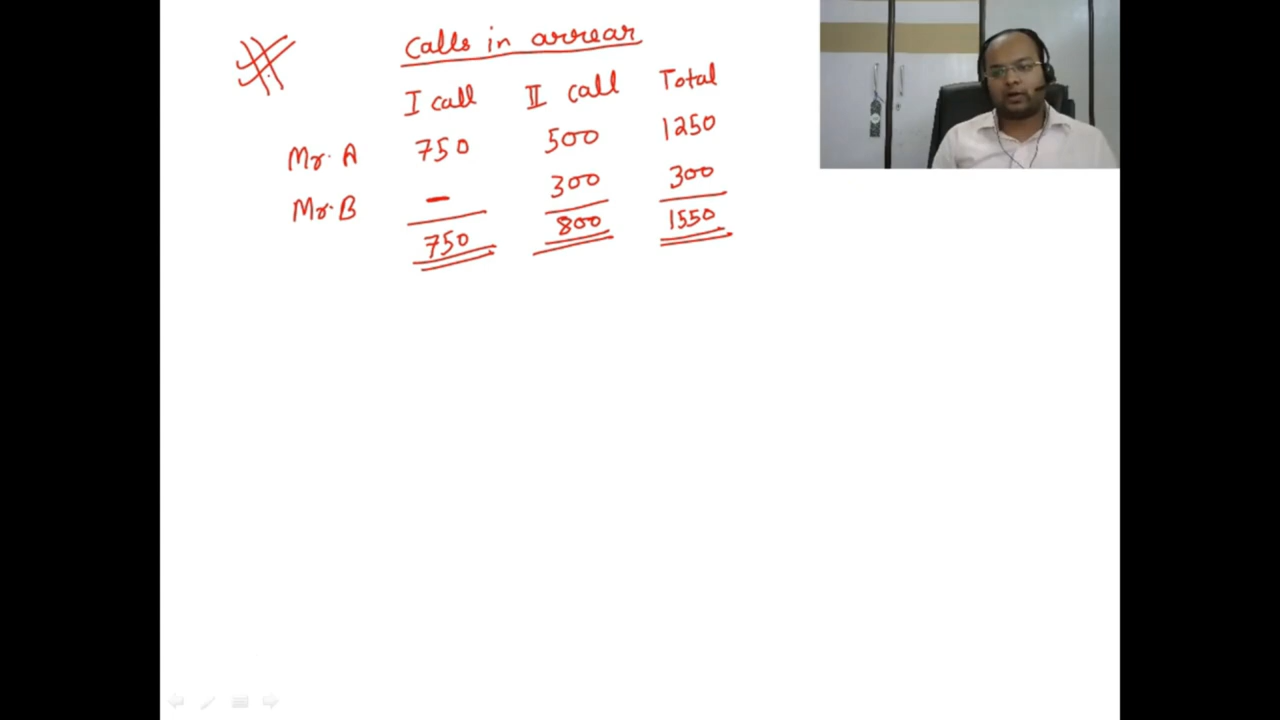 Calls in arrear
I call II call Total
Mr. A 750 500 1250
Mr. B - 300 300
750 800 1550